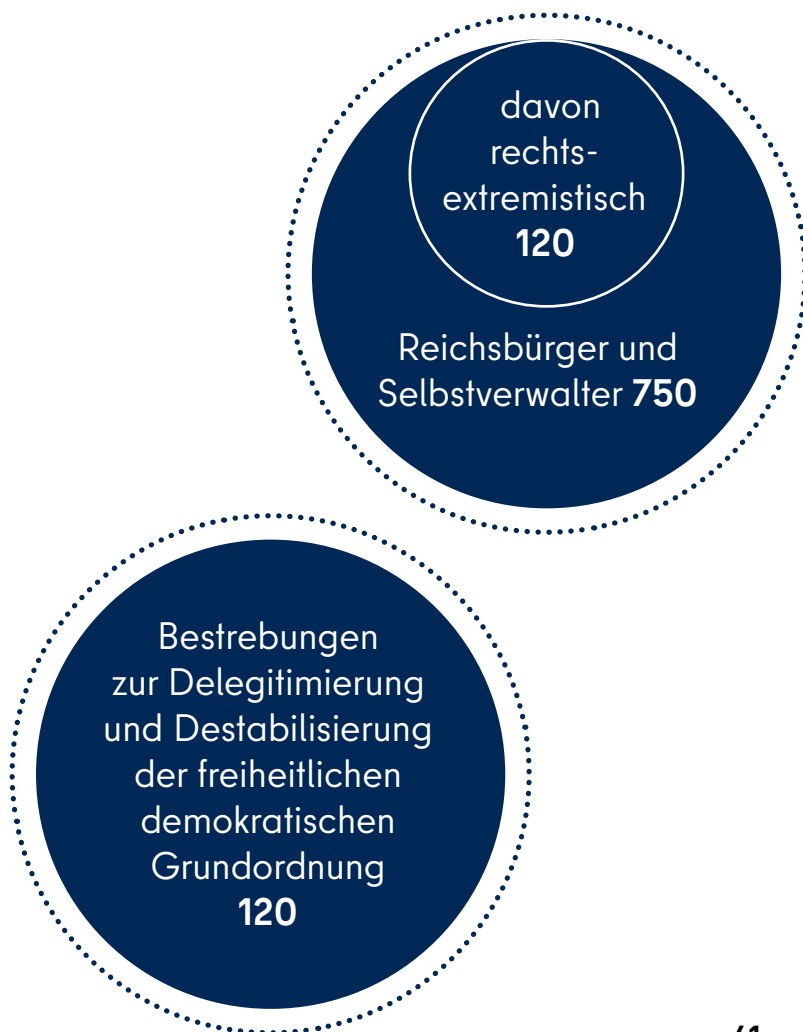 davon
rechts-
extremistisch
120
Reichsbürger und
Selbstverwalter 750
Bestrebungen
zur Delegitimierung
und Destabilisierung
der freiheitlichen
demokratischen
Grundordnung
120